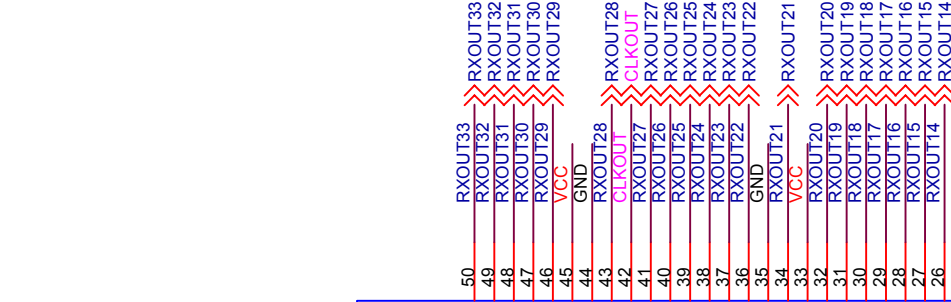 RXOUT33
RXOUT32
RXOUT31
RXOUT30
RXOUT29
RXOUT28
CLKOUT
RXOUT27
RXOUT26
RXOUT25
RXOUT24
RXOUT23
RXOUT22
RXOUT21
RXOUT20
RXOUT19
RXOUT18
RXOUT17
RXOUT16
RXOUT15
RXOUT14
RXOUT33
RXOUT32
RXOUT31
RXOUT30
RXOUT29
VCC
GND
RXOUT28
CLKOUT
RXOUT27
RXOUT26
RXOUT25
RXOUT24
RXOUT23
RXOUT22
GND
RXOUT21
VCC
RXOUT20
RXOUT19
RXOUT18
RXOUT17
RXOUT16
RXOUT15
RXOUT14
50
49
48
47
46
45
44
43
42
41
40
39
38
37
36
35
34
33
32
31
30
29
28
27
26